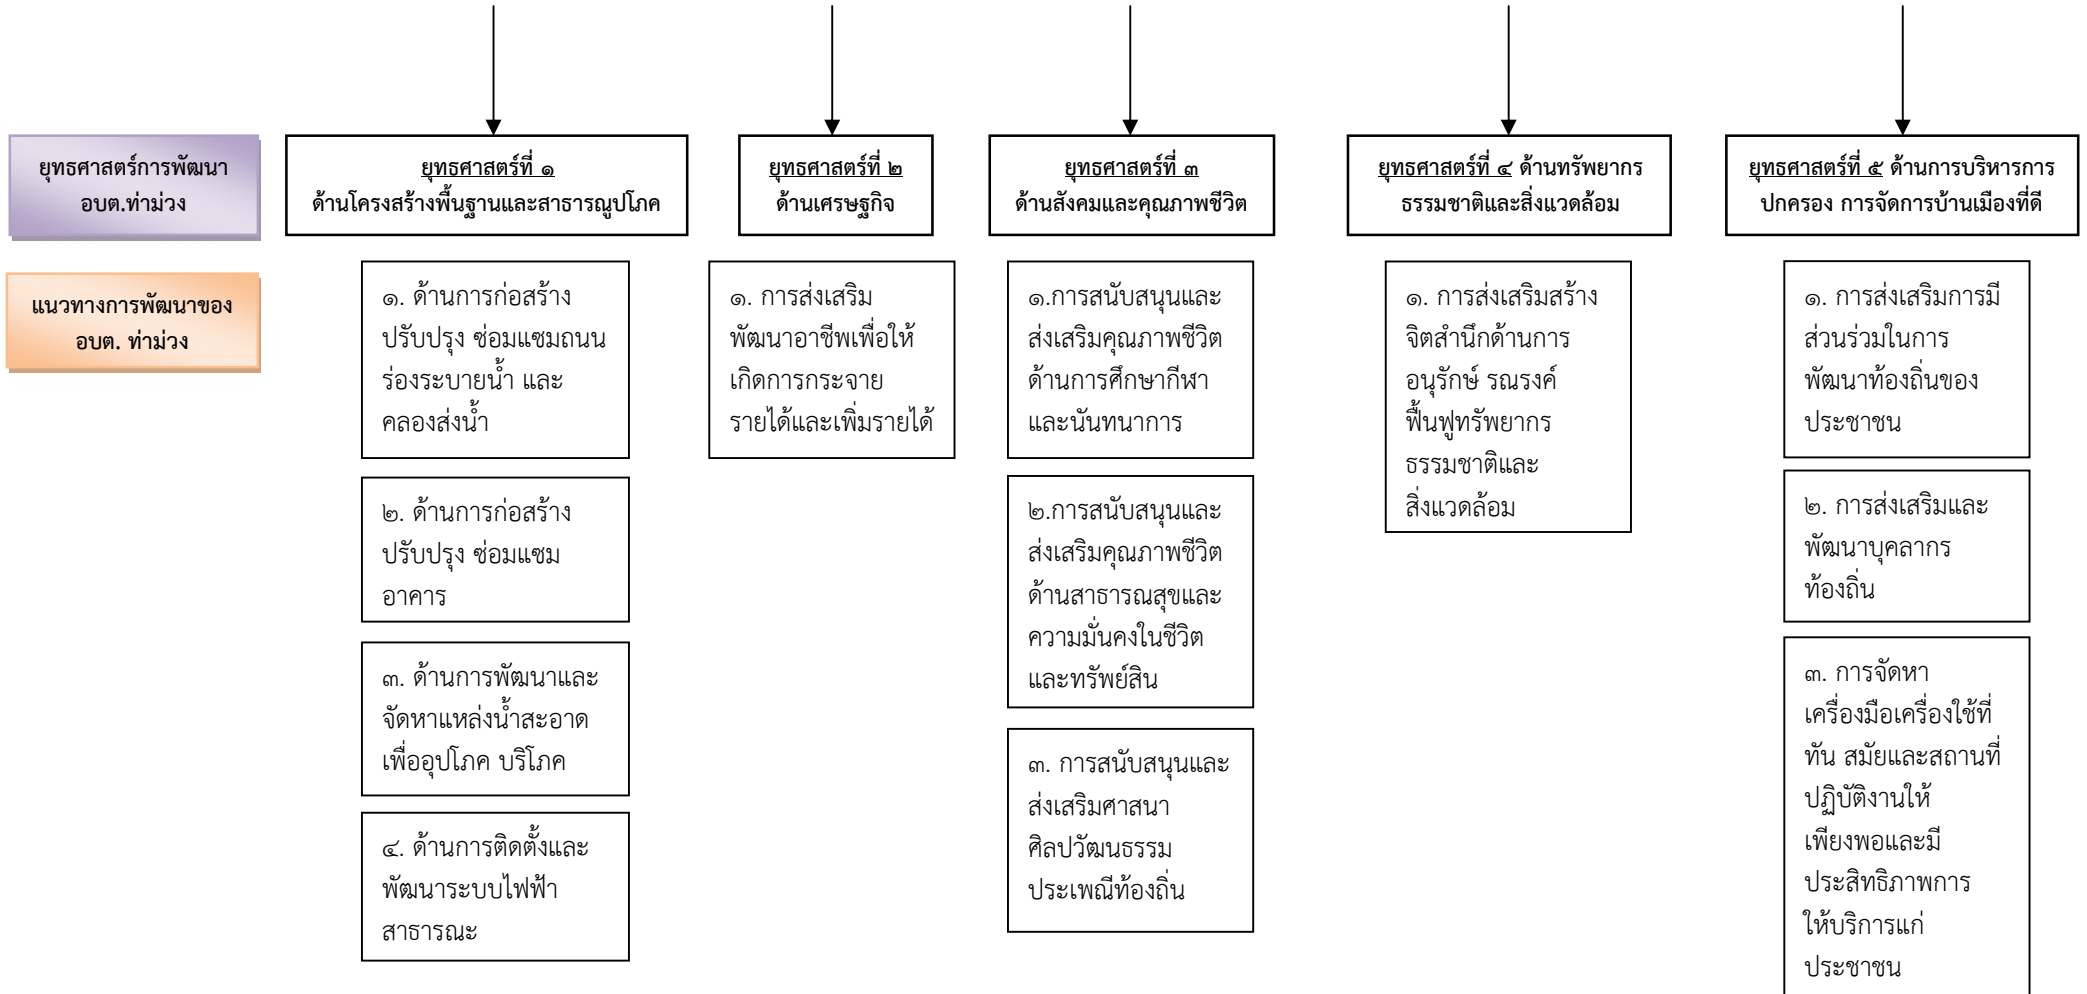 ยุทธศาสตร์การพัฒนา
อบต.ท่าม่วง
ยุทธศาสตร์ที่ ๑
ด้านโครงสร้างพื้นฐานและสาธารณูปโภค
ยุทธศาสตร์ที่ ๒
ด้านเศรษฐกิจ
ยุทธศาสตร์ที่ ๓
ด้านสังคมและคุณภาพชีวิต
ยุทธศาสตร์ที่ ๔ ด้านทรัพยากร
ธรรมชาติและสิ่งแวดล้อม
ยุทธศาสตร์ที่ ๕ ด้านการบริหารการ
ปกครอง การจัดการบ้านเมืองที่ดี
แนวทางการพัฒนาของ
อบต. ท่าม่วง
๑. ด้านการก่อสร้าง
ปรับปรุง ซ่อมแซมถนน
ร่องระบายน้ำ และ
คลองส่งน้ำ
๒. ด้านการก่อสร้าง
ปรับปรุง ซ่อมแซม
อาคาร
๓. ด้านการพัฒนาและ
จัดหาแหล่งน้ำสะอาด
เพื่ออุปโภค บริโภค
๔. ด้านการติดตั้งและ
พัฒนาระบบไฟฟ้า
สาธารณะ
๑. การส่งเสริม
พัฒนาอาชีพเพื่อให้
เกิดการกระจาย
รายได้และเพิ่มรายได้
๑.การสนับสนุนและ
ส่งเสริมคุณภาพชีวิต
ด้านการศึกษากีฬา
และนันทนาการ
๒.การสนับสนุนและ
ส่งเสริมคุณภาพชีวิต
ด้านสาธารณสุขและ
ความมั่นคงในชีวิต
และทรัพย์สิน
๓. การสนับสนุนและ
ส่งเสริมศาสนา
ศิลปวัฒนธรรม
ประเพณีท้องถิ่น
๑. การส่งเสริมสร้าง
จิตสำนึกด้านการ
อนุรักษ์ รณรงค์
ฟื้นฟูทรัพยากร
ธรรมชาติและ
สิ่งแวดล้อม
๑. การส่งเสริมการมี
ส่วนร่วมในการ
พัฒนาท้องถิ่นของ
ประชาชน
๒. การส่งเสริมและ
พัฒนาบุคลากร
ท้องถิ่น
๓. การจัดหา
เครื่องมือเครื่องใช้ที่
ทัน สมัยและสถานที่
ปฏิบัติงานให้
เพียงพอและมี
ประสิทธิภาพการ
ให้บริการแก่
ประชาชน